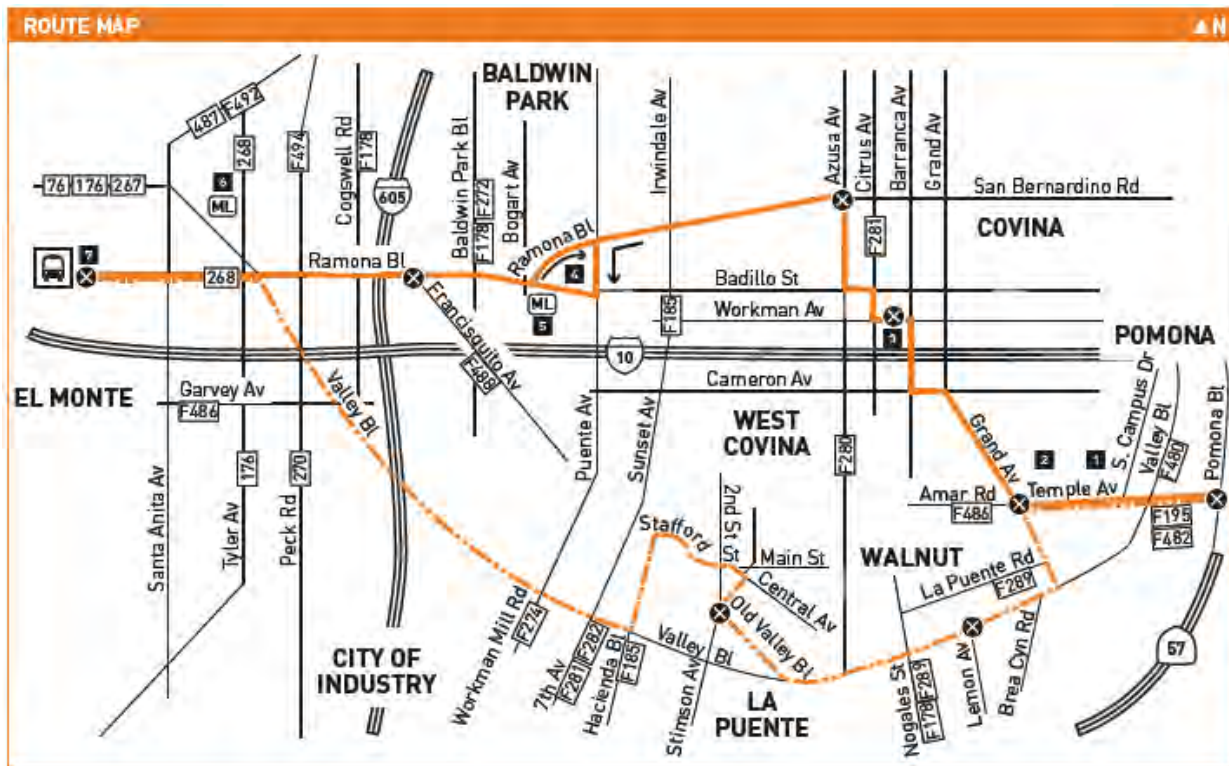 ROUTE MAP
▲N
BALDWIN
PARK
487 F492
268
F494
Cogswell Rd
F178
Baldwin Park Bl
F178 F272
Bogart Av
Irwindale Av
Azusa Av
Citrus Av
Barranca Av
Grand Av
San Bernardino Rd
COVINA
F281
76 176 267
6
ML
605
7
268
Ramona Bl
Ramona Bl
4
ML
5
Badillo St
Workman Av
F185
3
Francisquito Av
F488
10
Cameron Av
POMONA
EL MONTE
Garvey Av
F486
Valley Bl
WEST
COVINA
F280
Grand Av
2
1
S. Campus Dr
Valley Bl
F480
Pomona Bl
Amar Rd
F486
Temple Av
F195
F482
Santa Anita Av
176
Tyler Av
270
Peck Rd
Puente Av
Sunset Av
2nd St
Stafford
St
Main St
Central Av
WALNUT
La Puente Rd
F289
Old Valley Bl
Valley Bl
CITY OF
INDUSTRY
Workman Mill Rd
F274
7th Av
F281 F282
Hacienda Bl
F185
Stimson Av
LA
PUENTE
Nogales St
F178 F289
Lemon Av
Brea Cyn Rd
57